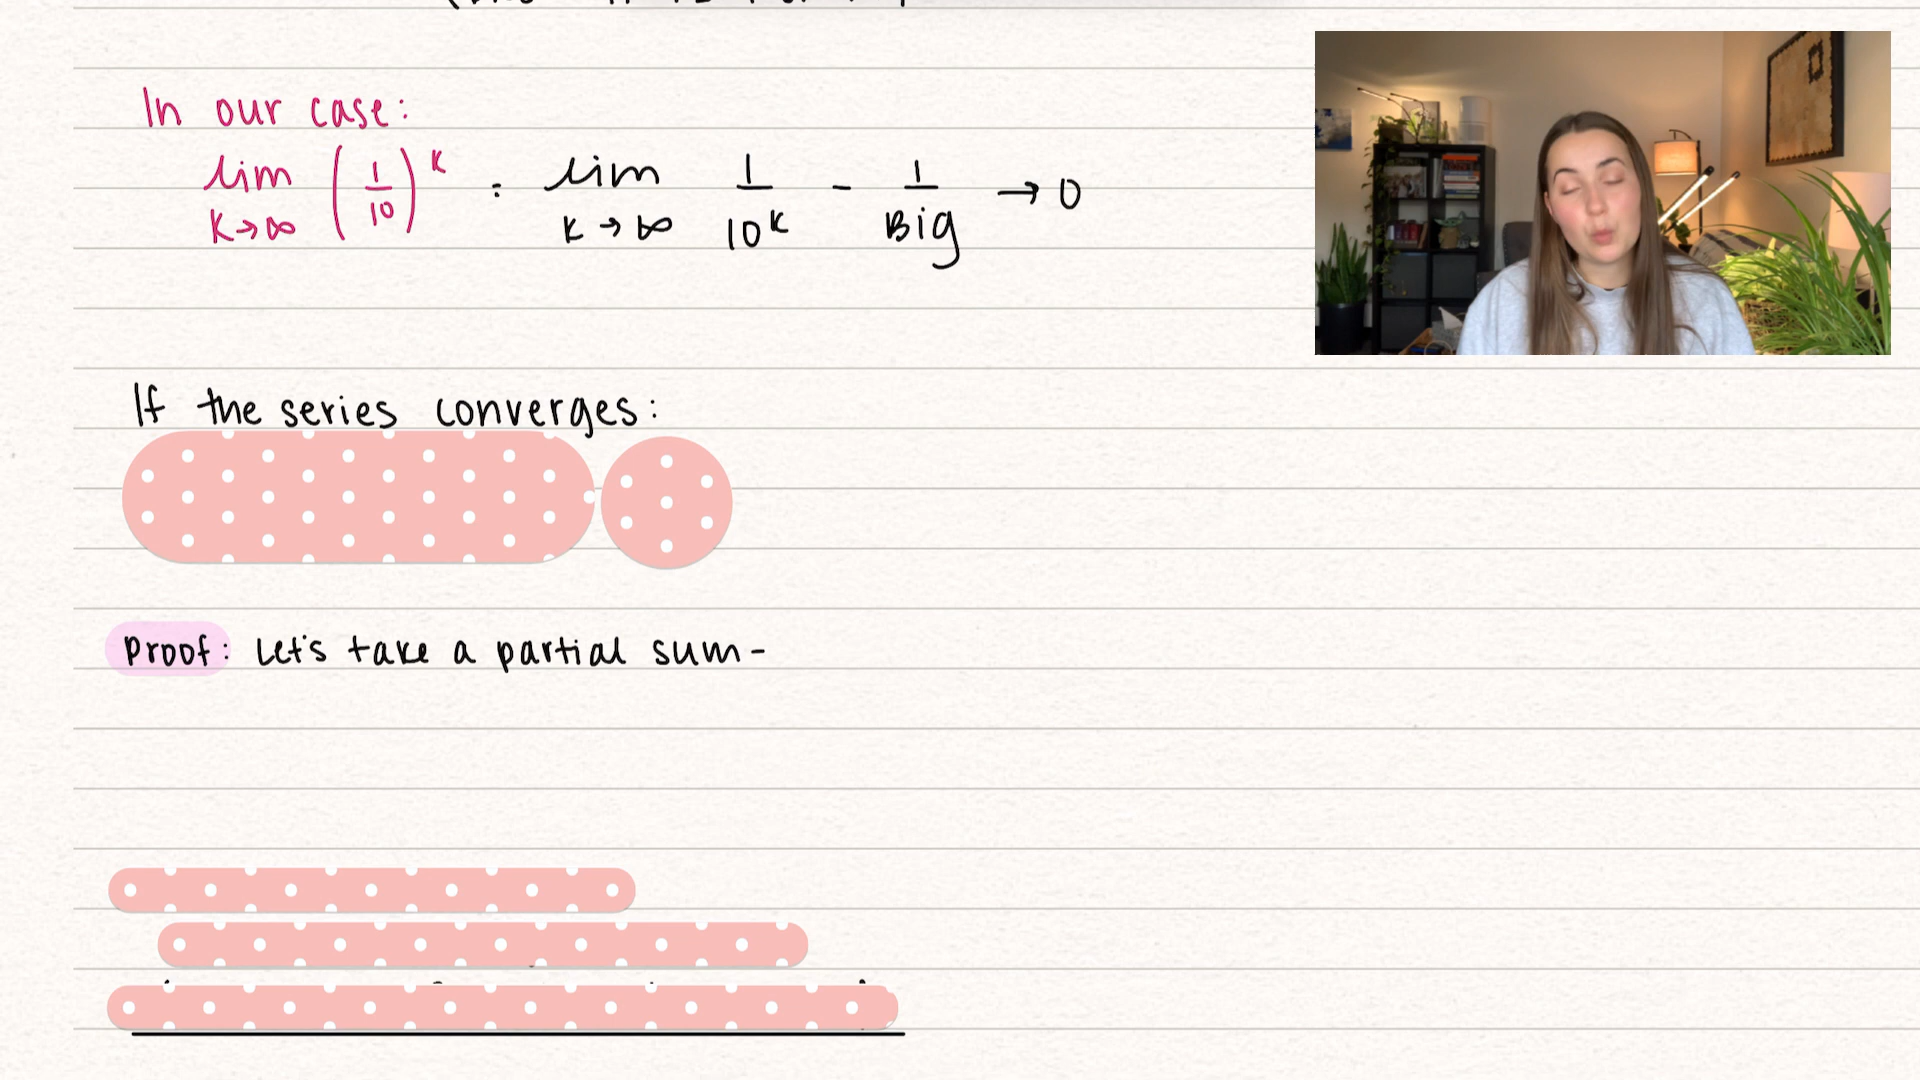 In our case:
lim K→∞ (1/10)^K = lim K→∞ 1/10^K - 1/Big → 0
If the series converges:
Proof: Let's take a partial sum-